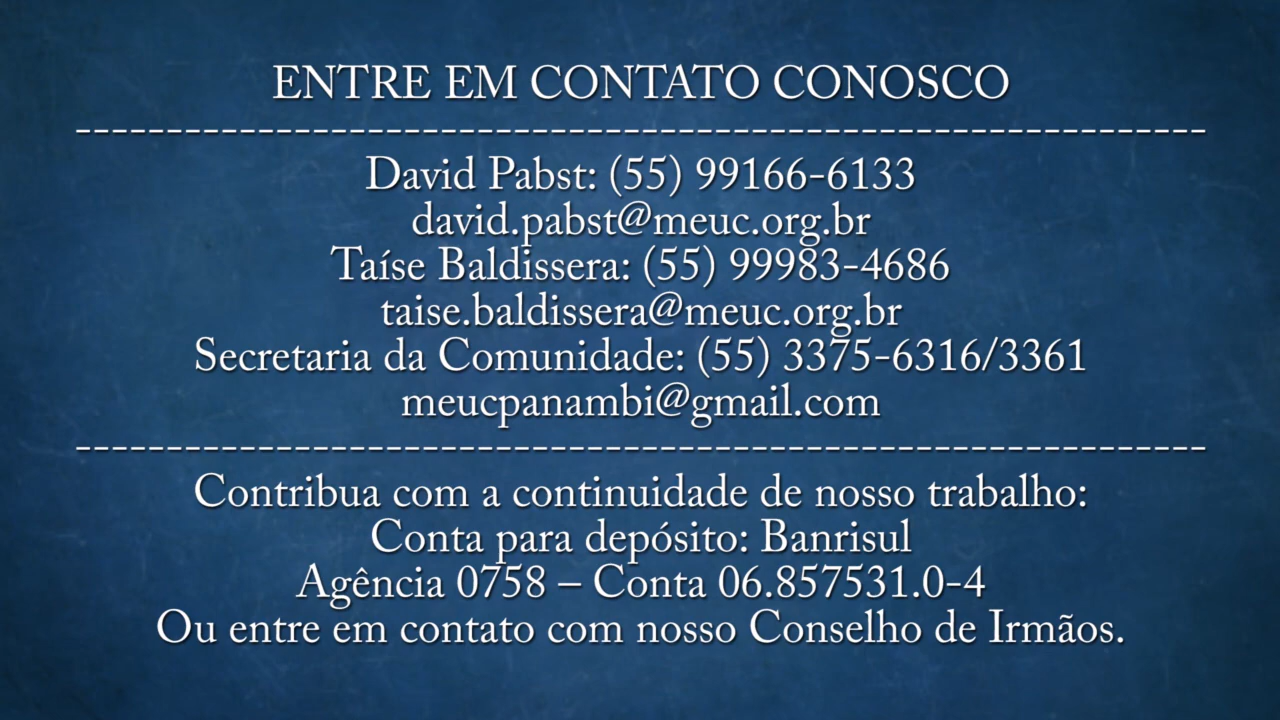 ENTRE EM CONTATO CONOSCO
---------------------------------------------------------------
David Pabst: (55) 99166-6133
david.pabst@meuc.org.br
Taíse Baldissera: (55) 99983-4686
taise.baldissera@meuc.org.br
Secretaria da Comunidade: (55) 3375-6316/3361
meucpanambi@gmail.com
---------------------------------------------------------------
Contribua com a continuidade de nosso trabalho:
Conta para depósito: Banrisul
Agência 0758 – Conta 06.857531.0-4
Ou entre em contato com nosso Conselho de Irmãos.